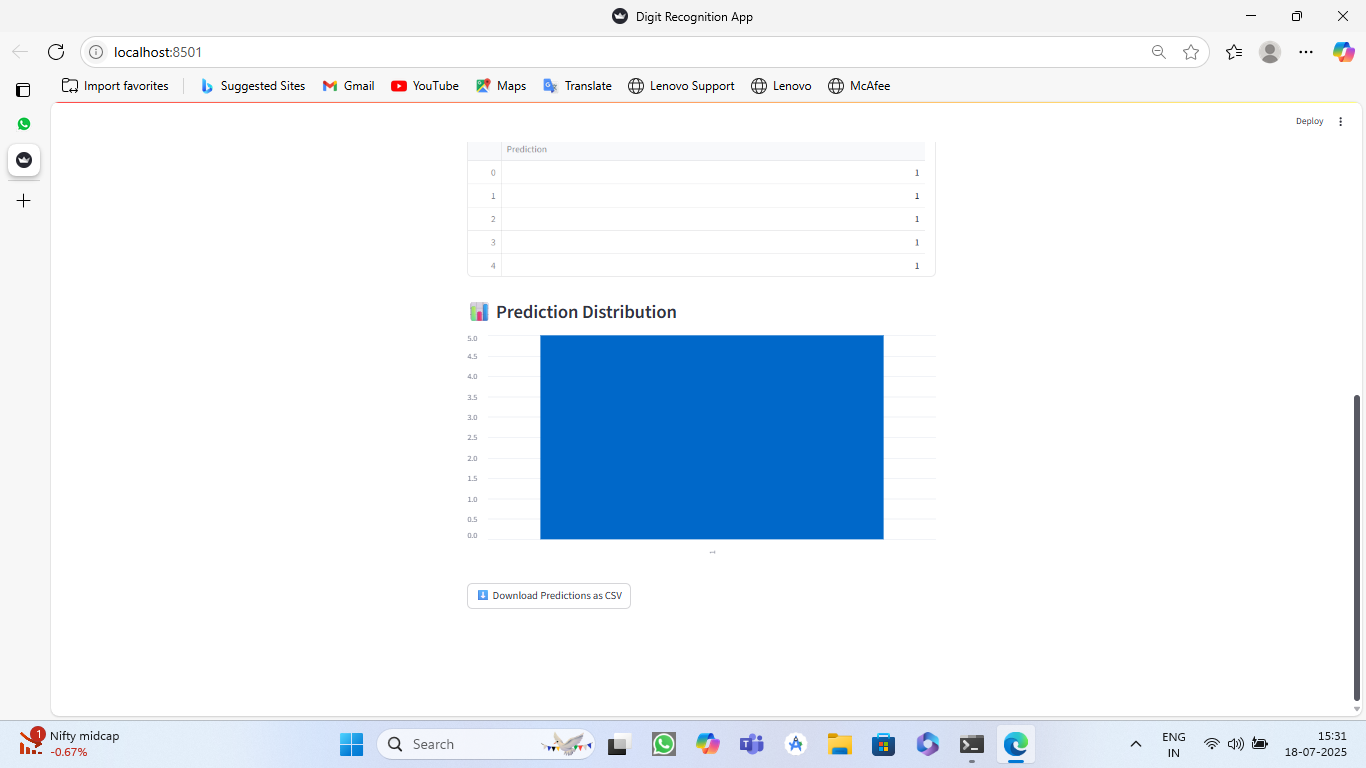 Digit Recognition App
localhost:8501
Import favorites
Suggested Sites
Gmail
YouTube
Maps
Translate
Lenovo Support
Lenovo
McAfee
Deploy
Prediction
0 1
1 1
2 1
3 1
4 1
Prediction Distribution
5.0
4.5
4.0
3.5
3.0
2.5
2.0
1.5
1.0
0.5
0.0
1
Download Predictions as CSV
1
Nifty midcap
-0.67%
Search
ENG
IN
15:31
18-07-2025